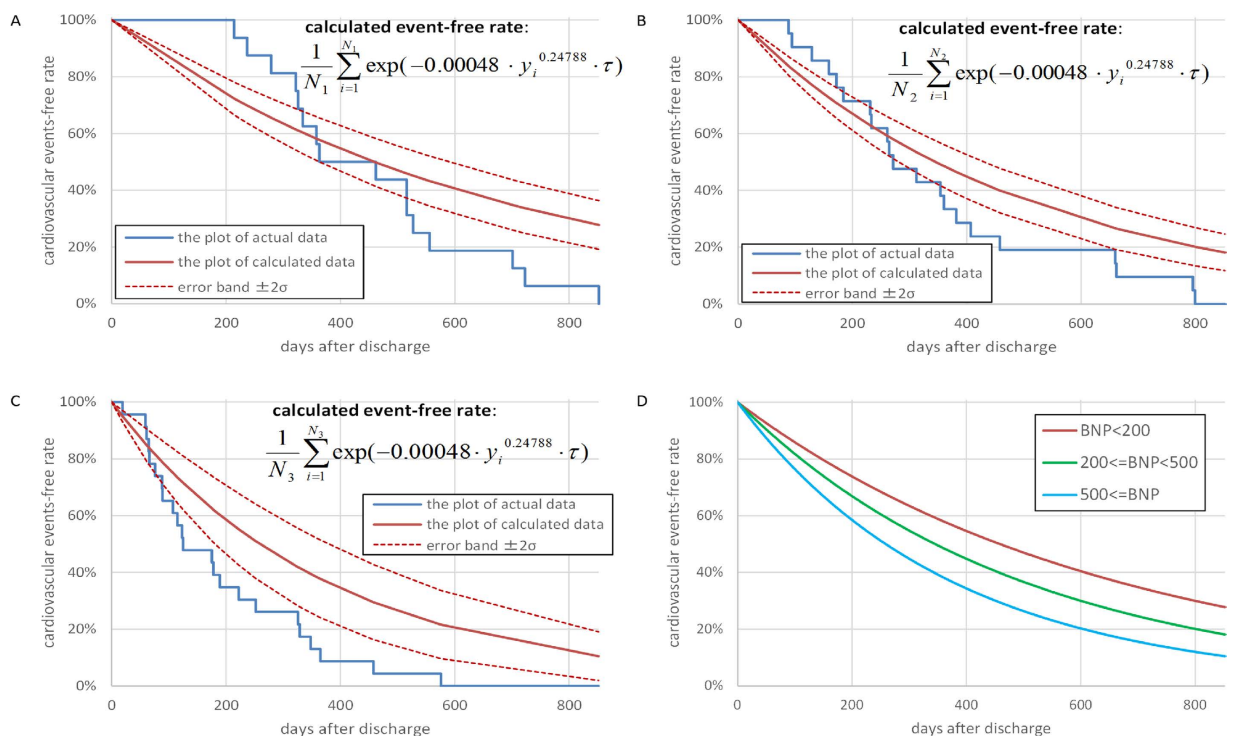 A
calculated event-free rate:
1/N₁ ∑ᵢ₌₁^N₁ exp(−0.00048 · yᵢ^0.24788 · τ)
cardiovascular events-free rate
100%
80%
60%
40%
20%
0%
the plot of actual data
the plot of calculated data
error band ±2σ
0 200 400 600 800
days after discharge
B
calculated event-free rate:
1/N₂ ∑ᵢ₌₁^N₂ exp(−0.00048 · yᵢ^0.24788 · τ)
cardiovascular events-free rate
100%
80%
60%
40%
20%
0%
the plot of actual data
the plot of calculated data
error band ±2σ
0 200 400 600 800
days after discharge
C
calculated event-free rate:
1/N₃ ∑ᵢ₌₁^N₃ exp(−0.00048 · yᵢ^0.24788 · τ)
cardiovascular events-free rate
100%
80%
60%
40%
20%
0%
the plot of actual data
the plot of calculated data
error band ±2σ
0 200 400 600 800
days after discharge
D
cardiovascular events-free rate
100%
80%
60%
40%
20%
0%
BNP<200
200<=BNP<500
500<=BNP
0 200 400 600 800
days after discharge